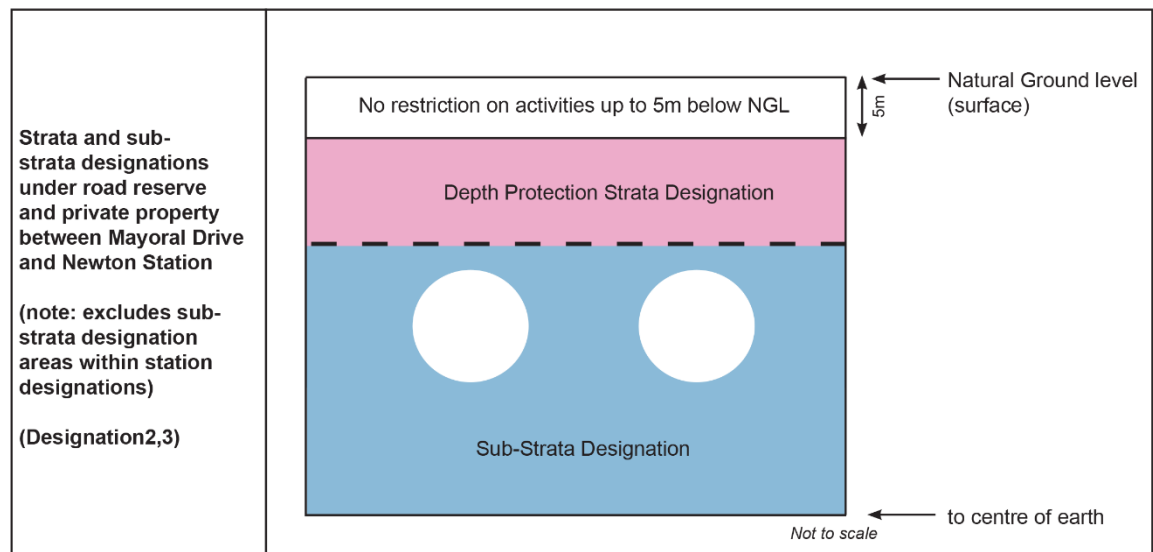 Strata and sub-
strata designations
under road reserve
and private property
between Mayoral Drive
and Newton Station
(note: excludes sub-
strata designation
areas within station
designations)
(Designation2,3)
No restriction on activities up to 5m below NGL
5m
Natural Ground level
(surface)
Depth Protection Strata Designation
Sub-Strata Designation
to centre of earth
Not to scale